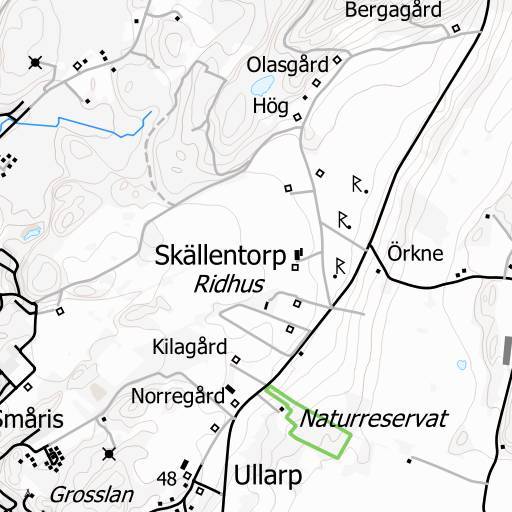 Bergagård
Olasgård
Hög
R
R
Skällentorp
Örkne
R
Ridhus
Kilagård
Norregård
Småris
Naturreservat
48
Ullarp
Grosslan